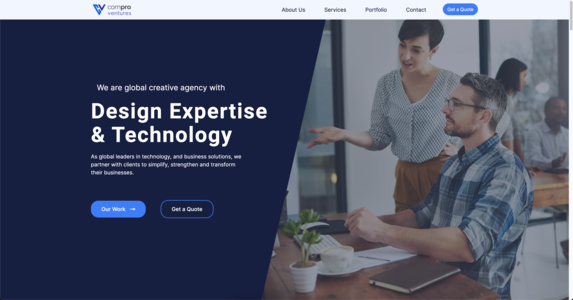 compro
ventures
About Us
Services
Portfolio
Contact
Get a Quote
We are global creative agency with
Design Expertise
& Technology
As global leaders in technology, and business solutions, we
partner with clients to simplify, strengthen and transform
their businesses.
Our Work →
Get a Quote